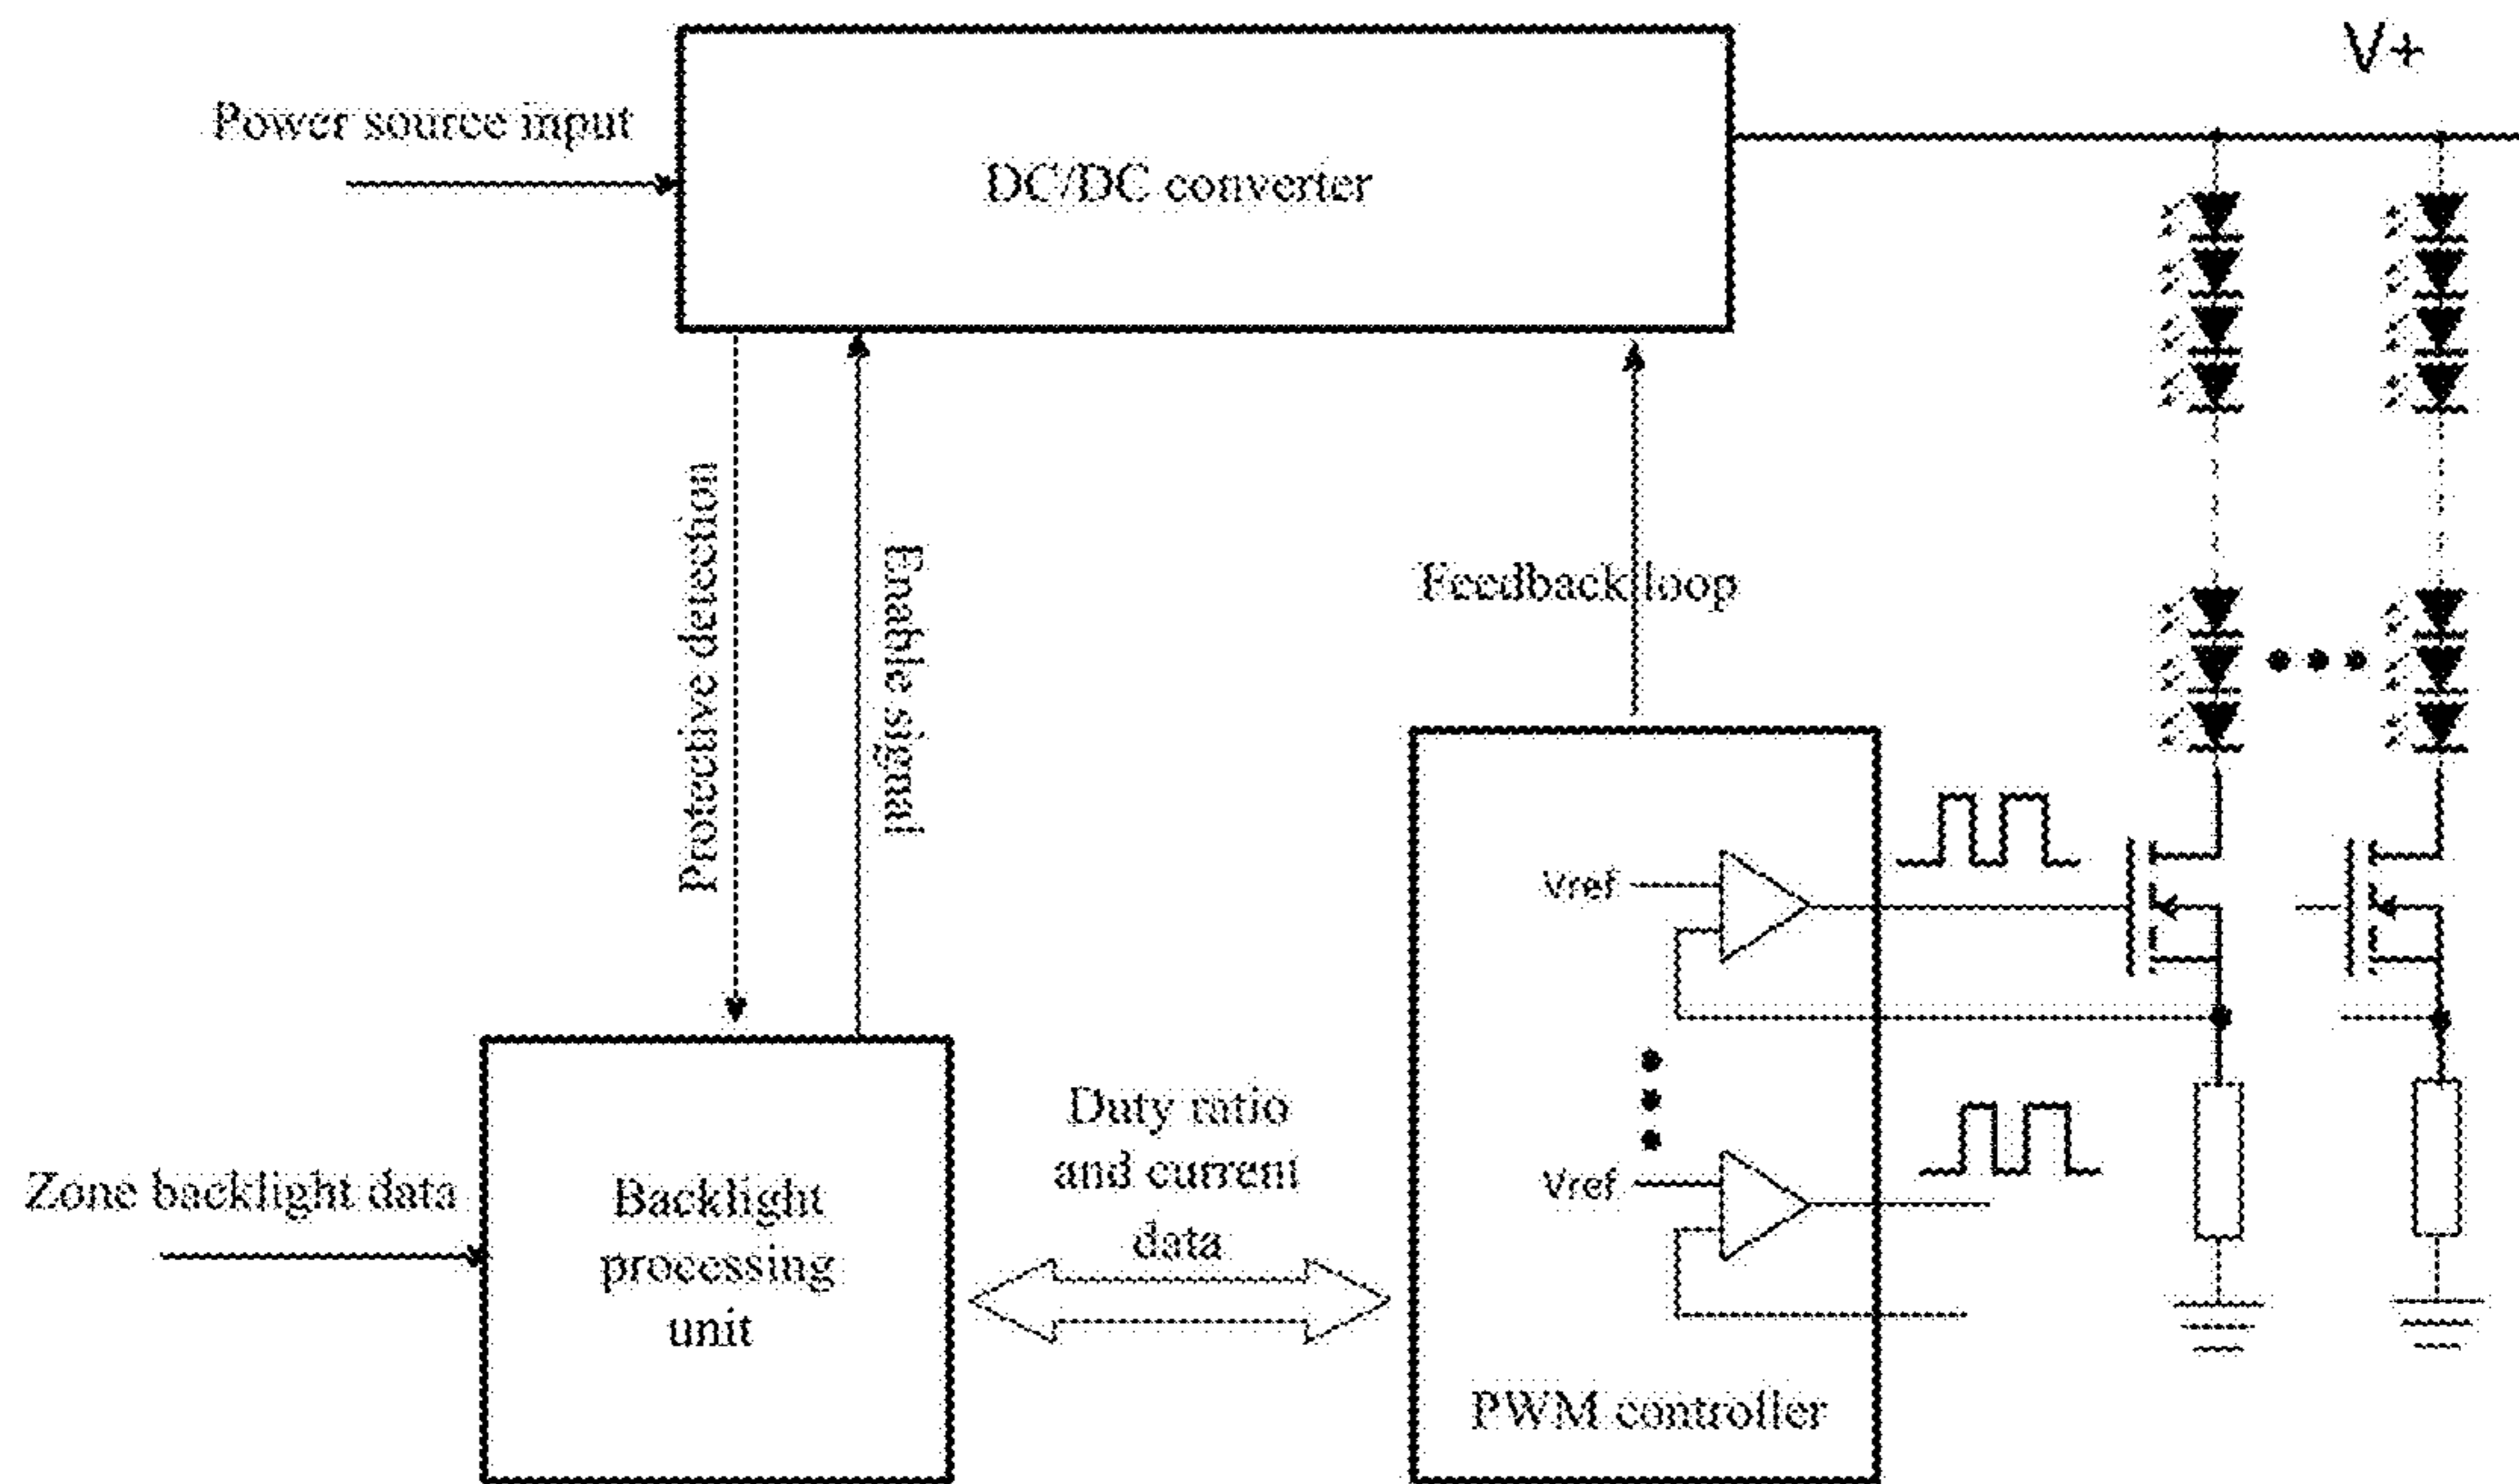 V+
Power source input
DC/DC converter
Protective detection
Enable signal
Feedback loop
vref
Duty ratio
and current
data
Zone backlight data
Backlight
processing
unit
vref
PWM controller